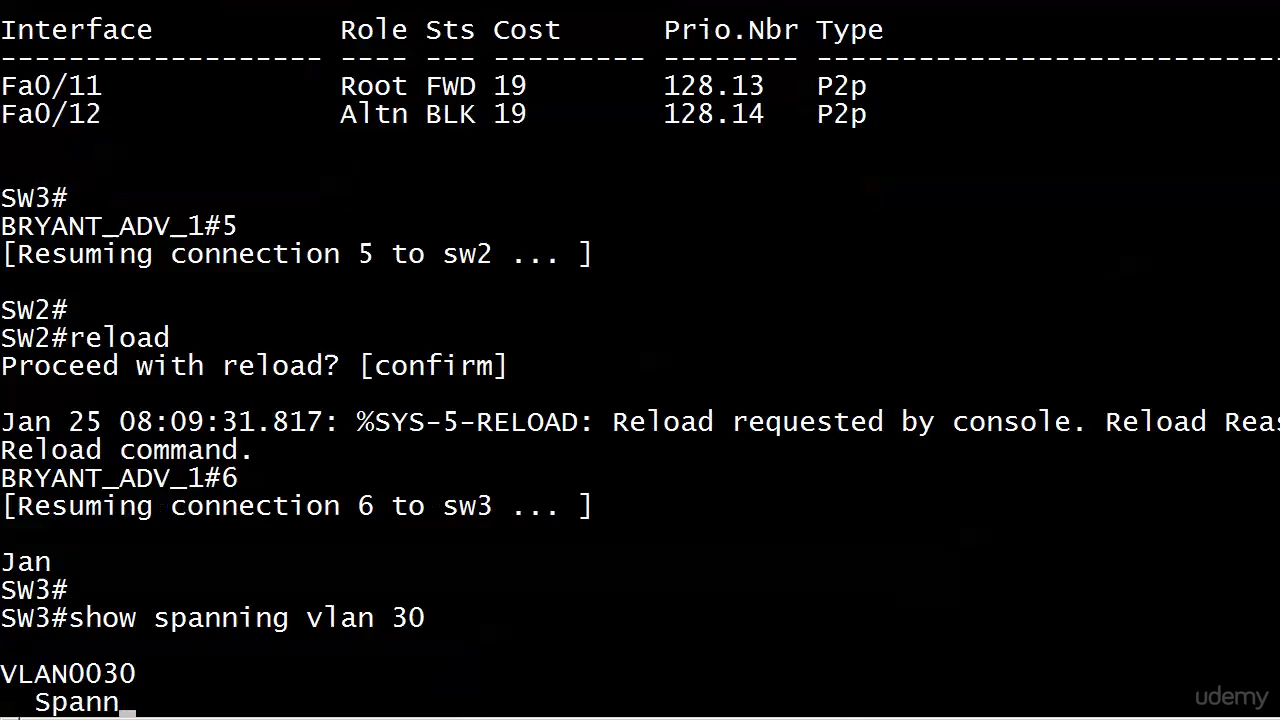 Interface Role Sts Cost Prio.Nbr Type
------------------- ---- --- --------- -------- --------------------------------
Fa0/11 Root FWD 19 128.13 P2p
Fa0/12 Altn BLK 19 128.14 P2p
SW3#
BRYANT_ADV_1#5
[Resuming connection 5 to sw2 ... ]
SW2#
SW2#reload
Proceed with reload? [confirm]
Jan 25 08:09:31.817: %SYS-5-RELOAD: Reload requested by console. Reload Reas
Reload command.
BRYANT_ADV_1#6
[Resuming connection 6 to sw3 ... ]
Jan
SW3#
SW3#show spanning vlan 30
VLAN0030
Spann_
udemy